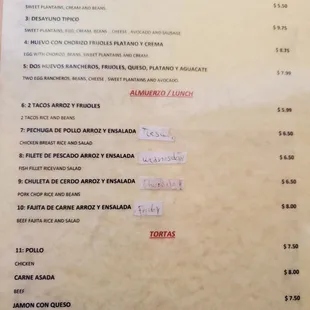 SWEET PLANTAINS, CREAM AND BEANS $ 5.50
3: DESAYUNO TIPICO
SWEET PLANTAIN, EGG, CREAM, BEANS , CHEESE , AVOCADO AND SAUSAGE $ 9.75
4: HUEVO CON CHORIZO FRIJOLES PLATANO Y CREMA
EGG WITH CHORIZO, BEANS, SWEET PLANTAINS AND CREAM $ 8.25
5: DOS HUEVOS RANCHEROS, FRIJOLES, QUESO, PLATANO Y AGUACATE
TWO EGG RANCHEROS, BEANS, CHEESE , SWEET PLANTAINS AND AVOCADO $ 7.99
ALMUERZO / LUNCH
6: 2 TACOS ARROZ Y FRIJOLES $ 5.99
2 TACOS RICE AND BEANS
7: PECHUGA DE POLLO ARROZ Y ENSALADA $ 6.50
CHICKEN BREAST RICE AND SALAD
8: FILETE DE PESCADO ARROZ Y ENSALADA $ 6.50
FISH FILLET RICEVAND SALAD
9: CHULETA DE CERDO ARROZ Y ENSALADA $ 6.50
PORK CHOP RICE AND BEANS
10: FAJITA DE CARNE ARROZ Y ENSALADA Friday $ 8.00
BEEF FAJITA RICE AND SALAD
TORTAS
11: POLLO $ 7.50
CHICKEN
CARNE ASADA $ 8.00
BEEF
JAMON CON QUESO $ 7.50